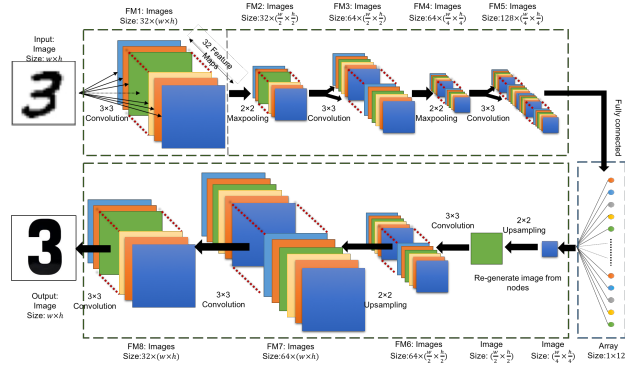 Input:
Image
Size: w×h
FM1: Images
Size: 32×(w×h)
FM2: Images
Size:32×(w/2 × h/2)
FM3: Images
Size:64×(w/2 × h/2)
FM4: Images
Size:64×(w/4 × h/4)
FM5: Images
Size:128×(w/4 × h/4)
32 Feature
Maps
3
3×3
Convolution
2×2
Maxpooling
3×3
Convolution
2×2
Maxpooling
3×3
Convolution
Fully connected
3
3×3
Convolution
3×3
Convolution
2×2
Upsampling
3×3
Convolution
2×2
Upsampling
Re-generate image from
nodes
Output:
Image
Size: w×h
FM8: Images
Size:32×(w×h)
FM7: Images
Size:64×(w×h)
FM6: Images
Size:64×(w/2 × h/2)
Image
Size: (w/2 × h/2)
Image
Size: (w/4 × h/4)
Array
Size:1×12